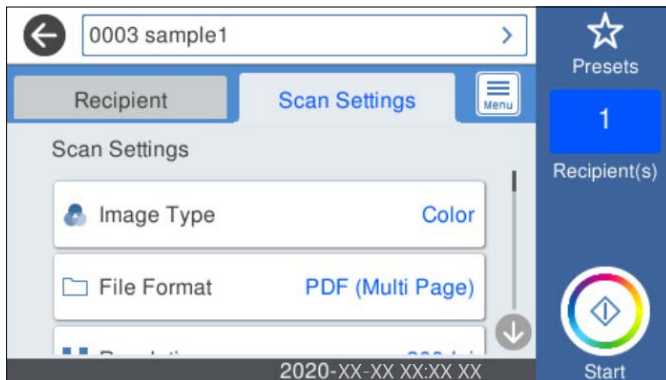 0003 sample1
Presets
Recipient
Scan Settings
Menu
1
Recipient(s)
Scan Settings
Image Type
Color
File Format
PDF (Multi Page)
2020-XX-XX XX:XX XX
Start